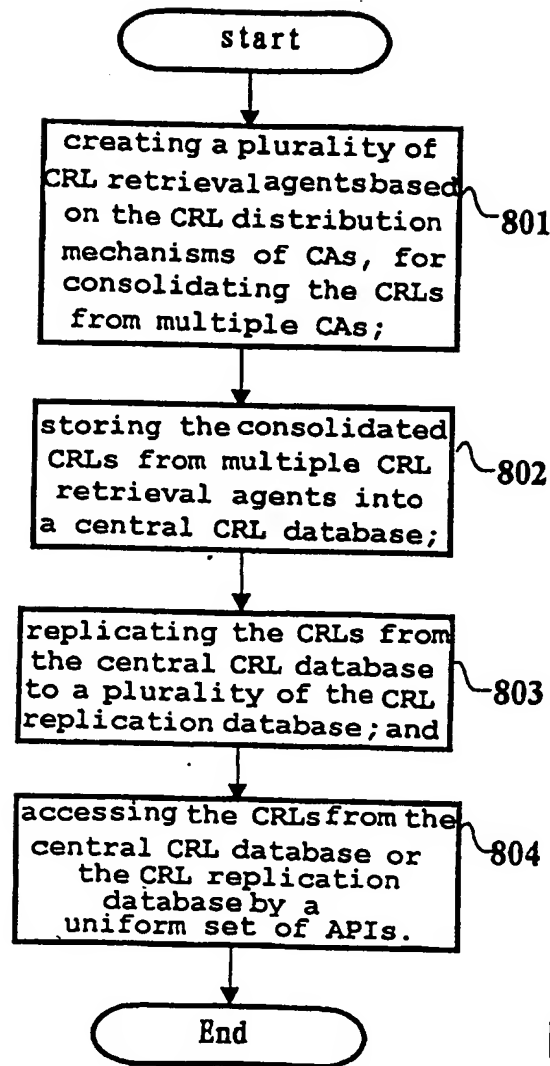 start
creating a plurality of
CRL retrieval agents based
on the CRL distribution
mechanisms of CAs, for
consolidating the CRLs
from multiple CAs;
801
storing the consolidated
CRLs from multiple CRL
retrieval agents into
a central CRL database;
802
replicating the CRLs from
the central CRL database
to a plurality of the CRL
replication database; and
803
accessing the CRLs from the
central CRL database or
the CRL replication
database by a
uniform set of APIs.
804
End